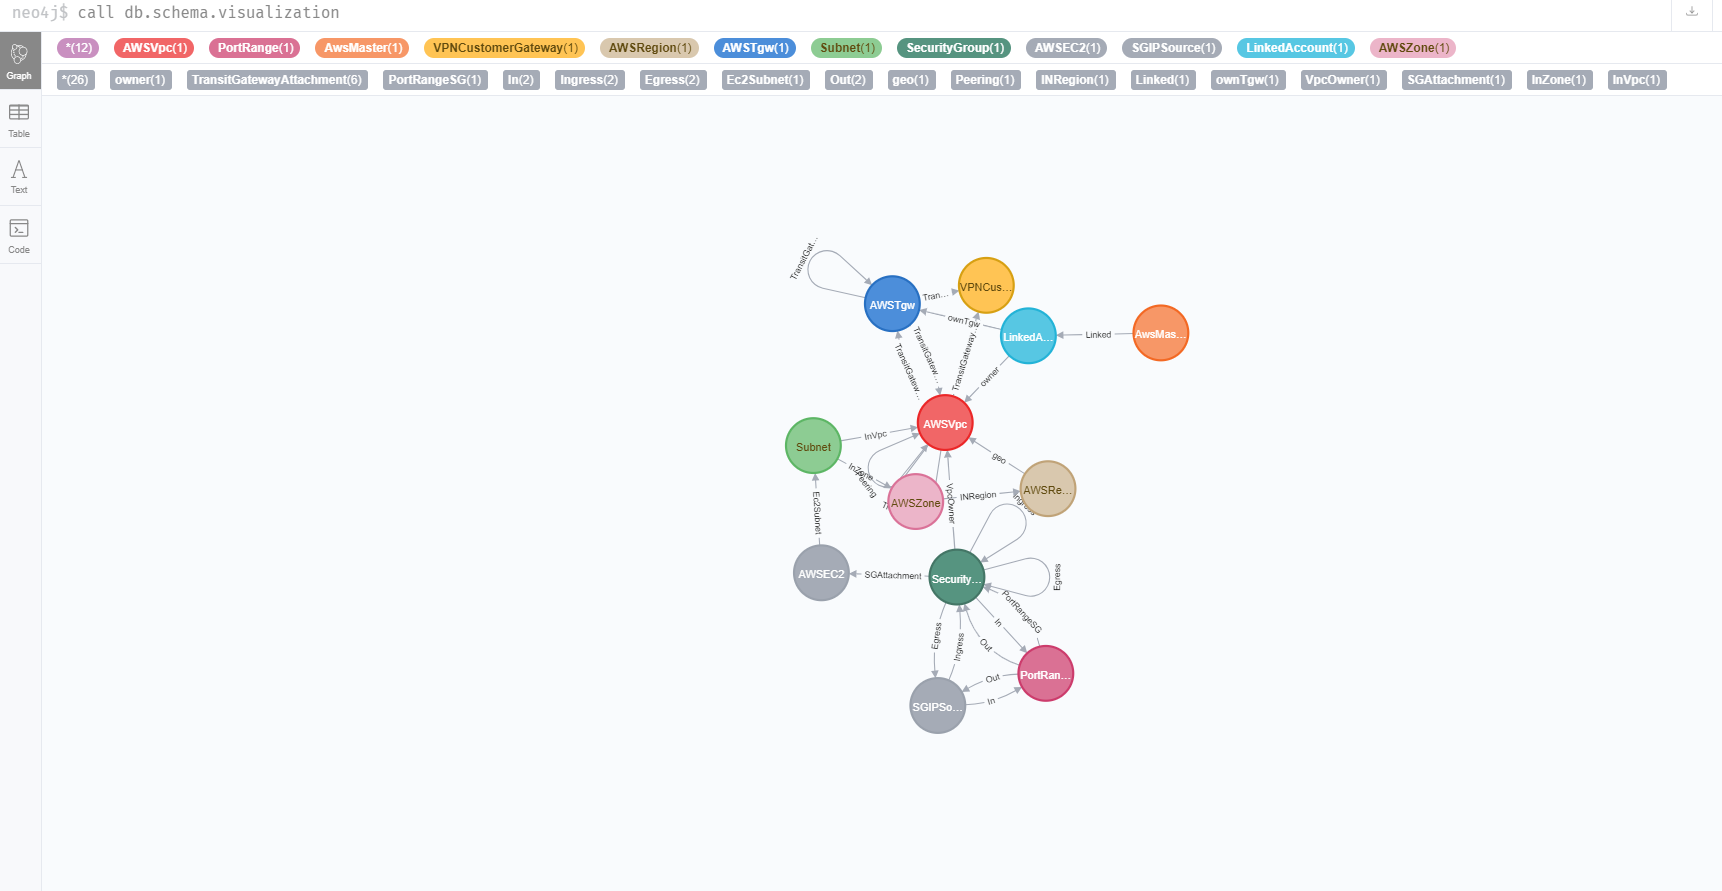 neo4j$ call db.schema.visualization
*(12) AWSVpc(1) PortRange(1) AwsMaster(1) VPNCustomerGateway(1) AWSRegion(1) AWSTgw(1) Subnet(1) SecurityGroup(1) AWSEC2(1) SGIPSource(1) LinkedAccount(1) AWSZone(1)
*(26) owner(1) TransitGatewayAttachment(6) PortRangeSG(1) In(2) Ingress(2) Egress(2) Ec2Subnet(1) Out(2) geo(1) Peering(1) INRegion(1) Linked(1) ownTgw(1) VpcOwner(1) SGAttachment(1) InZone(1) InVpc(1)
Graph
Table
Text
Code
TransitGat...
AWSTgw
Tran...
VPNCus...
ownTgw
LinkedA...
Linked
AwsMas...
TransitGatew...
TransitGatew...
TransitGateway...
owner
AWSVpc
Subnet
InVpc
InZone
Peering
geo
AWSZone
INRegion
AWSRe...
VpcOwner
Ingress
Ec2Subnet
AWSEC2
SGAttachment
Security...
Egress
PortRangeSG
In
Out
Egress
Ingress
PortRan...
Out
In
SGIPSo...